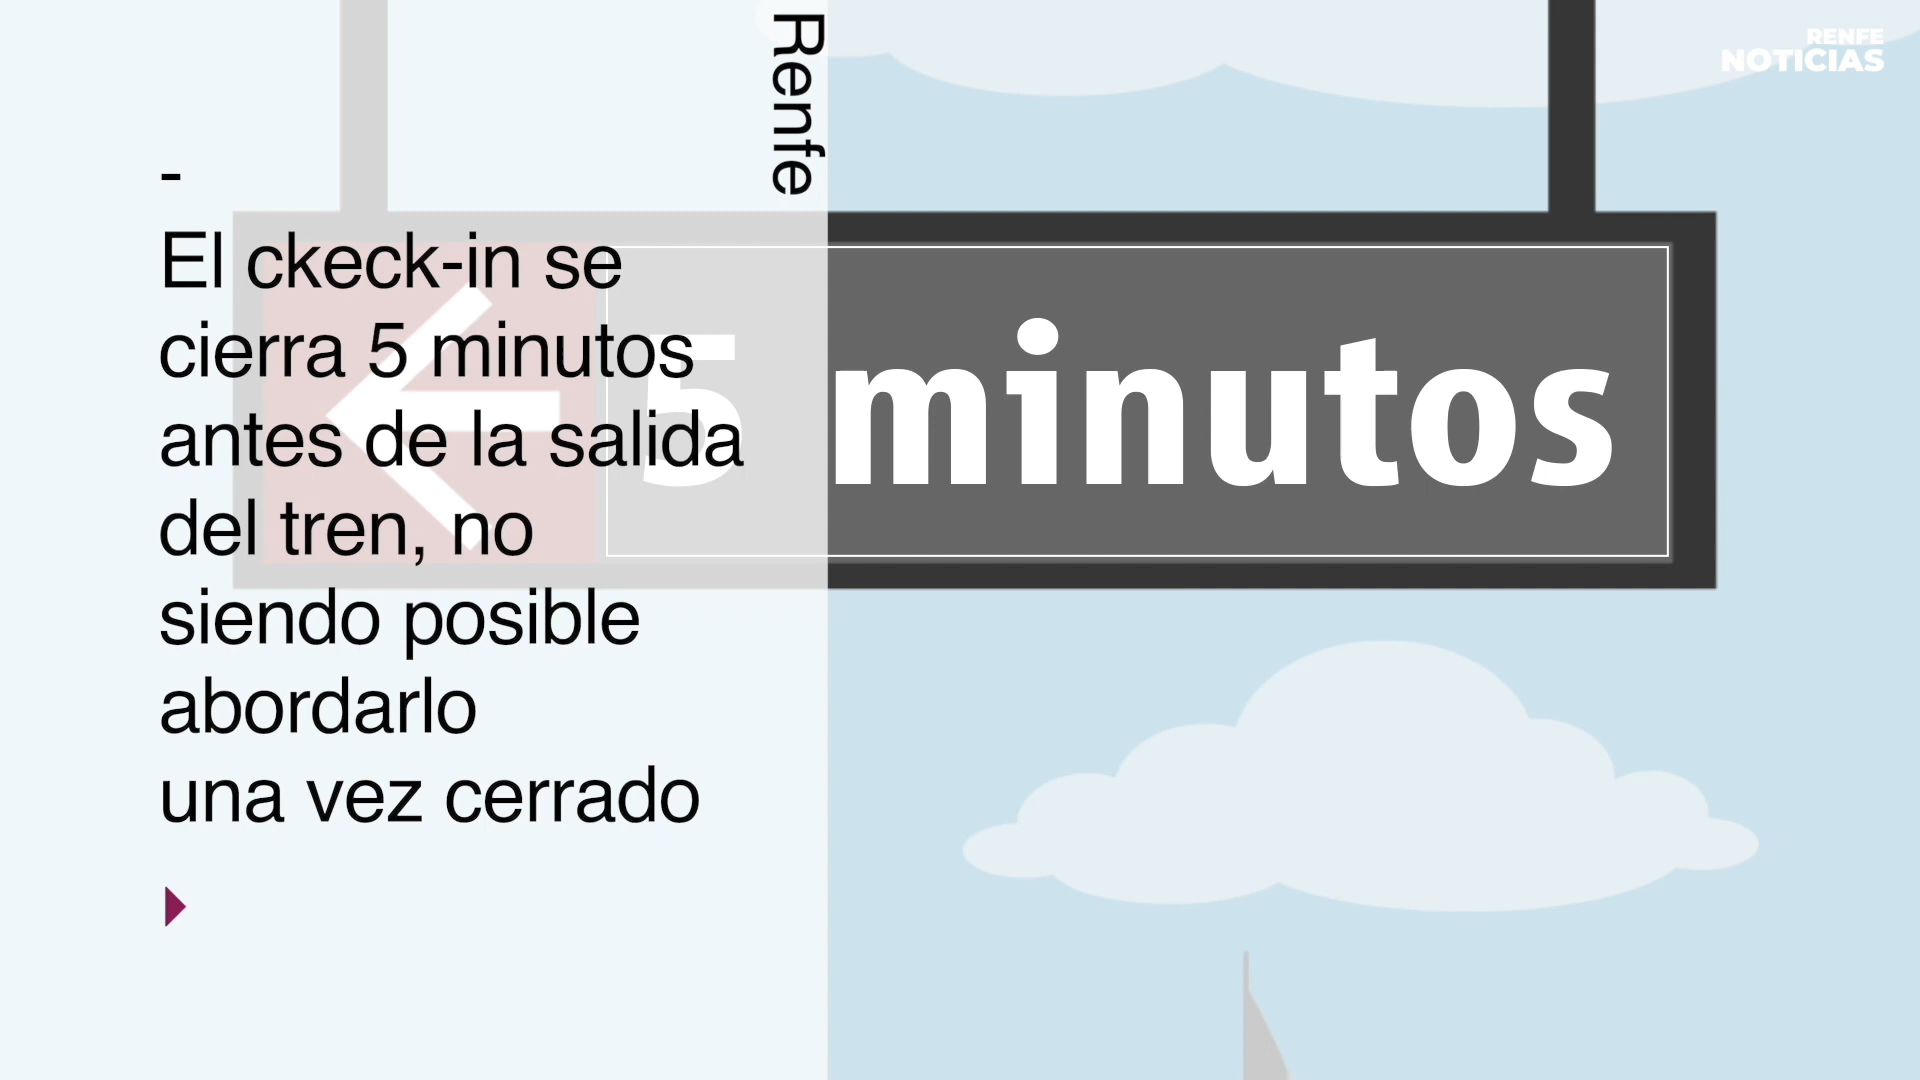 Renfe
RENFE
NOTICIAS
-
El ckeck-in se
cierra 5 minutos
antes de la salida
del tren, no
siendo posible
abordarlo
una vez cerrado
5 minutos